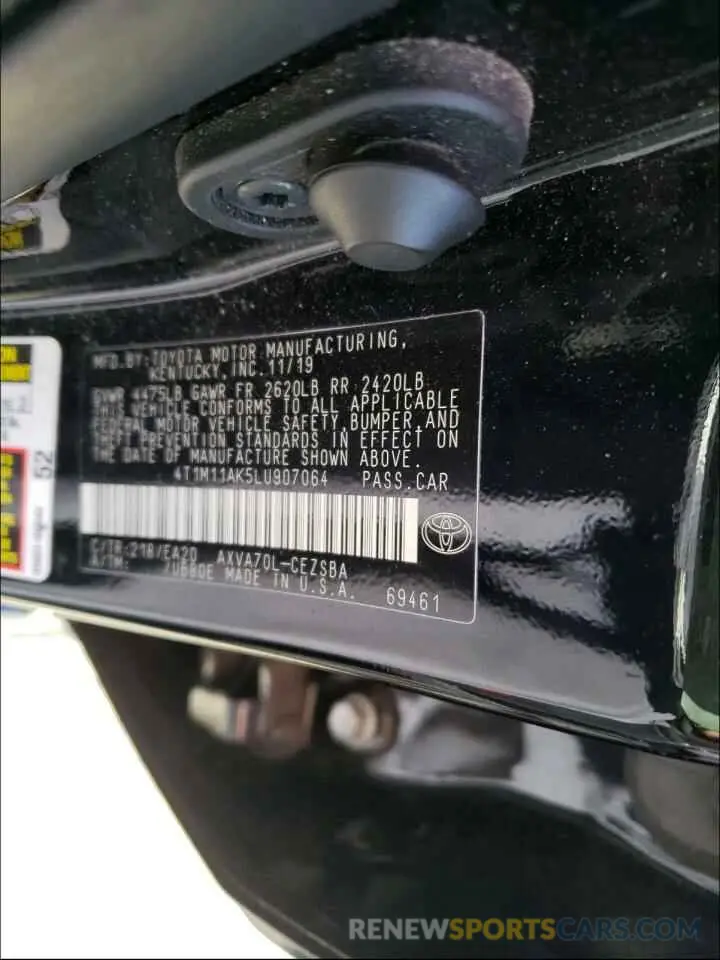 MFD.BY:TOYOTA MOTOR MANUFACTURING,
KENTUCKY, INC. 11/19
GVWR 4475LB GAWR FR 2620LB RR 2420LB
THIS VEHICLE CONFORMS TO ALL APPLICABLE
FEDERAL MOTOR VEHICLE SAFETY, BUMPER, AND
THEFT PREVENTION STANDARDS IN EFFECT ON
THE DATE OF MANUFACTURE SHOWN ABOVE.
4T1M11AK5LU907064 PASS.CAR
C/TR:218/EA20 AXVA70L-CEZSBA
A/TM: MADE IN U.S.A. 69461
52
RENEWSPORTSCARS.COM